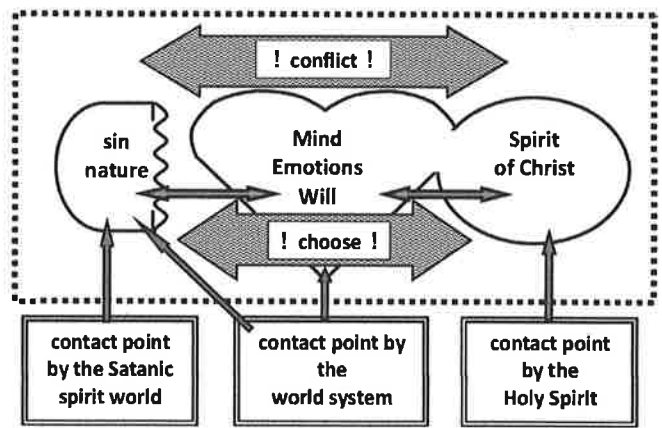 ! conflict !
sin
nature
Mind
Emotions
Will
Spirit
of Christ
! choose !
contact point
by the Satanic
spirit world
contact point by
the
world system
contact point
by the
Holy Spirit